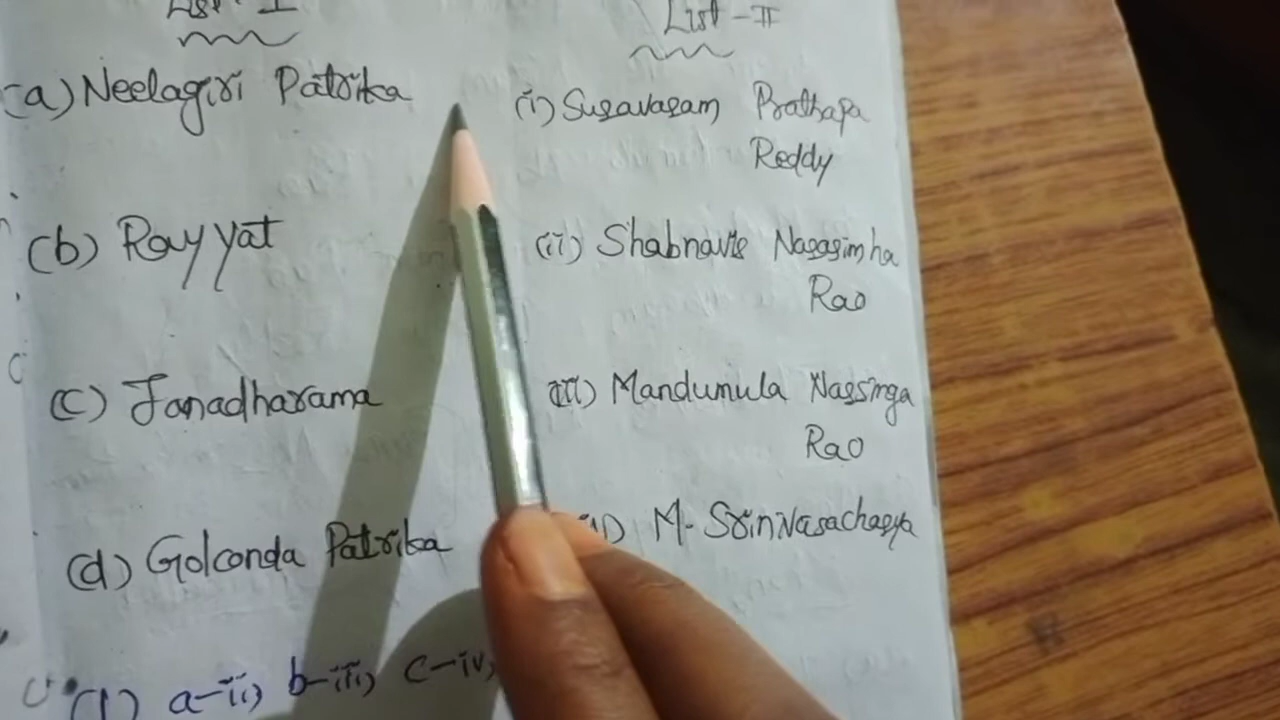 List - I List - II
(a) Neelagiri Patrika (i) Suravaram Prathapa
Reddy
(b) Rayyat (ii) Shabnavis Narasimha
Rao
(c) Janadharama (iii) Mandumula Narsinga
Rao
(d) Golconda Patrika M. Srinivasacharya
(1) a-ii, b-iii, c-iv,